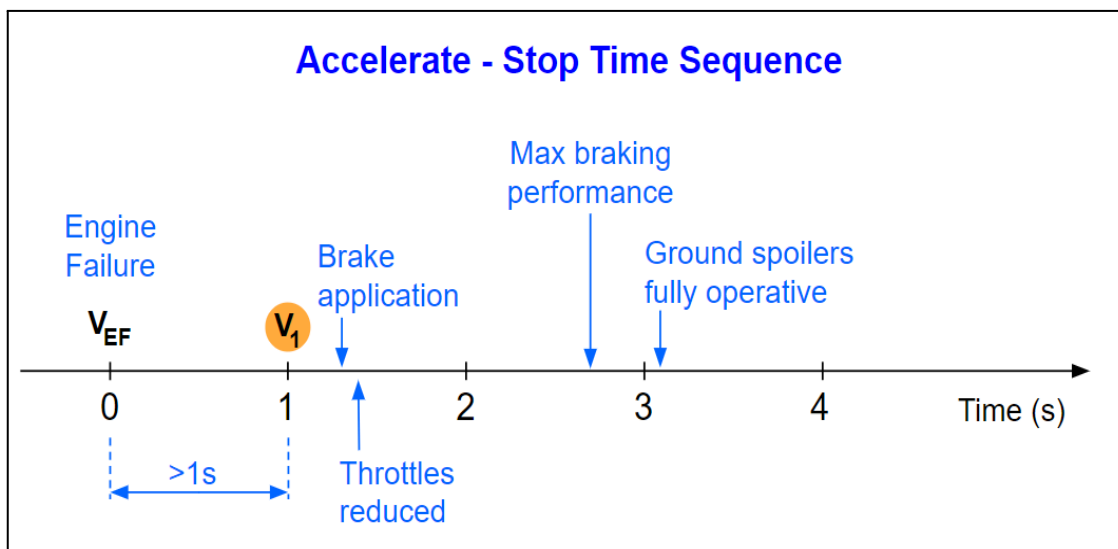 Accelerate - Stop Time Sequence
Max braking
performance
Engine
Failure
Brake
application
Ground spoilers
fully operative
VEF
V1
0
1
2
3
4
Time (s)
>1s
Throttles
reduced